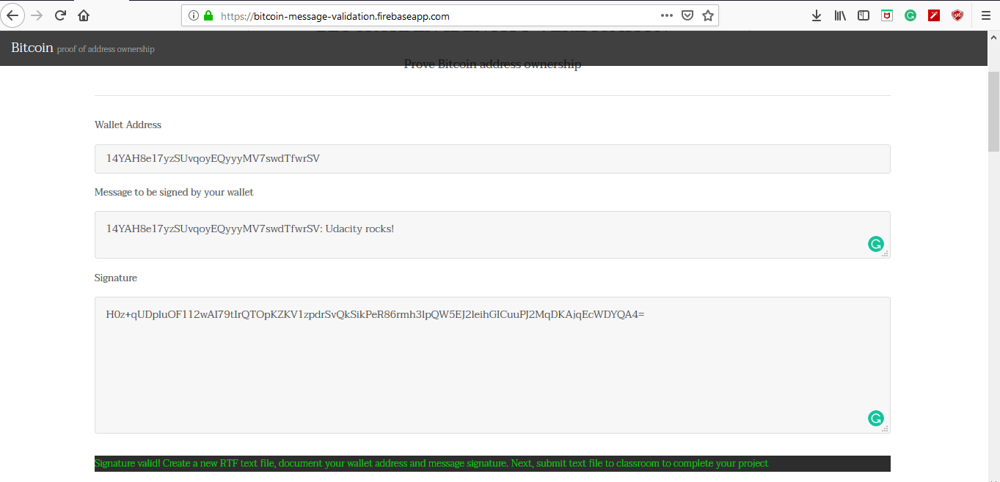 https://bitcoin-message-validation.firebaseapp.com
Bitcoin proof of address ownership
Prove Bitcoin address ownership
Wallet Address
14YAH8e17yzSUvqoyEQyyyMV7swdTfwrSV
Message to be signed by your wallet
14YAH8e17yzSUvqoyEQyyyMV7swdTfwrSV: Udacity rocks!
Signature
H0z+qUDpluOF112wAI79tIrQTOpKZKV1zpdrSvQkSikPeR86rmh3lpQW5EJ2leihGICuuPJ2MqDKAjqEcWDYQA4=
Signature valid! Create a new RTF text file, document your wallet address and message signature. Next, submit text file to classroom to complete your project